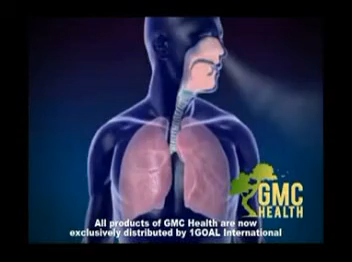 GMC
HEALTH
All products of GMC Health are now
exclusively distributed by 1GOAL International